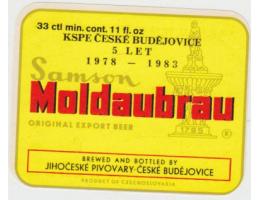 33 ctl min. cont. 11 fl. oz
KSPE ČESKÉ BUDĚJOVICE
5 LET
1978 — 1983
Samson
Moldaubrau
ORIGINAL EXPORT BEER
1795
®
BREWED AND BOTTLED BY
JIHOČESKÉ PIVOVARY-ČESKÉ BUDĚJOVICE
PRODUCT OF CZECHOSLOVAKIA